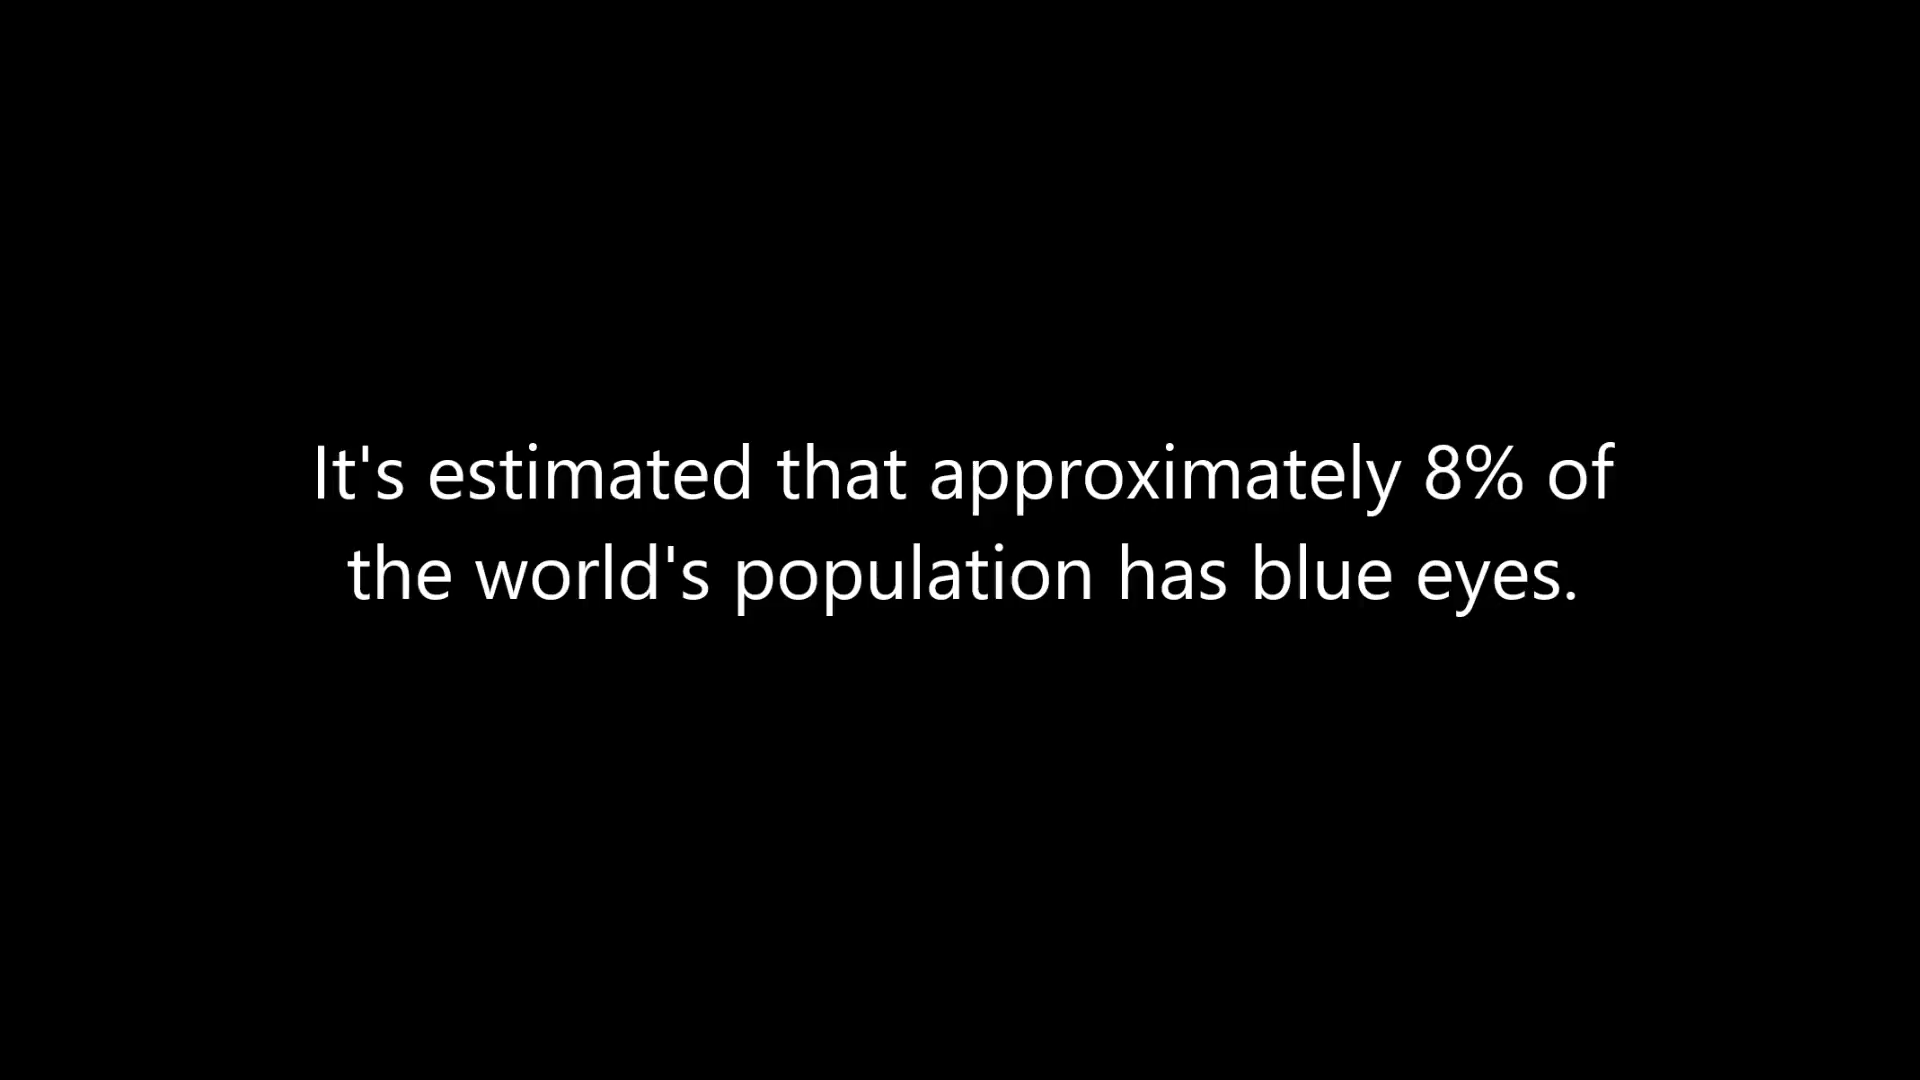 It's estimated that approximately 8% of
the world's population has blue eyes.